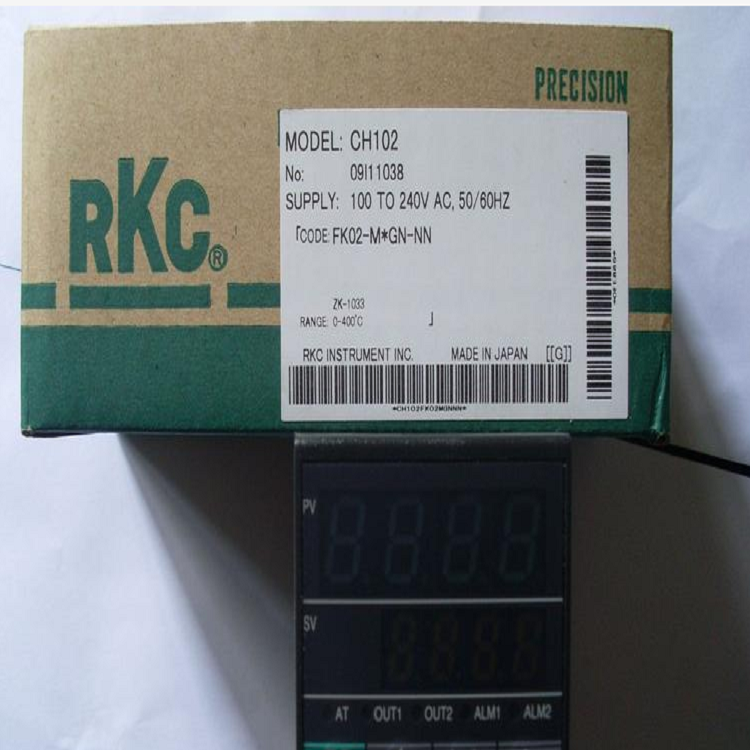 PRECISION
RKC®
MODEL: CH102
No: 09I11038
SUPPLY: 100 TO 240V AC, 50/60HZ
「CODE: FK02-M*GN-NN
ZK-1033
RANGE: 0-400℃ 」
RKC INSTRUMENT INC. MADE IN JAPAN [[G]]
*CH102FK02MGNNN*
PV
SV
AT OUT1 OUT2 ALM1 ALM2